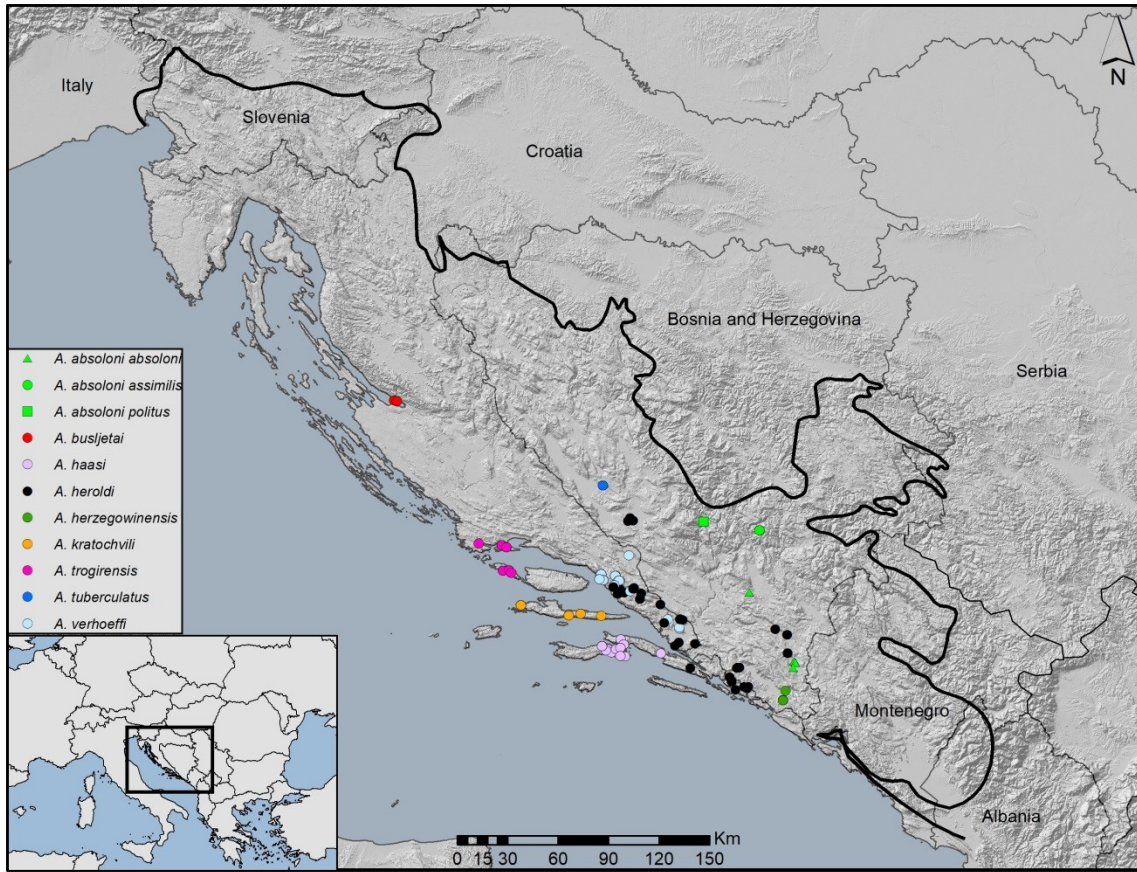 N
Italy
Slovenia
Croatia
Bosnia and Herzegovina
Serbia
A. absoloni absoloni
A. absoloni assimilis
A. absoloni politus
A. busljetai
A. haasi
A. heroldi
A. herzegowinensis
A. kratochvili
A. trogirensis
A. tuberculatus
A. verhoeffi
Montenegro
Albania
Km
0 15 30 60 90 120 150